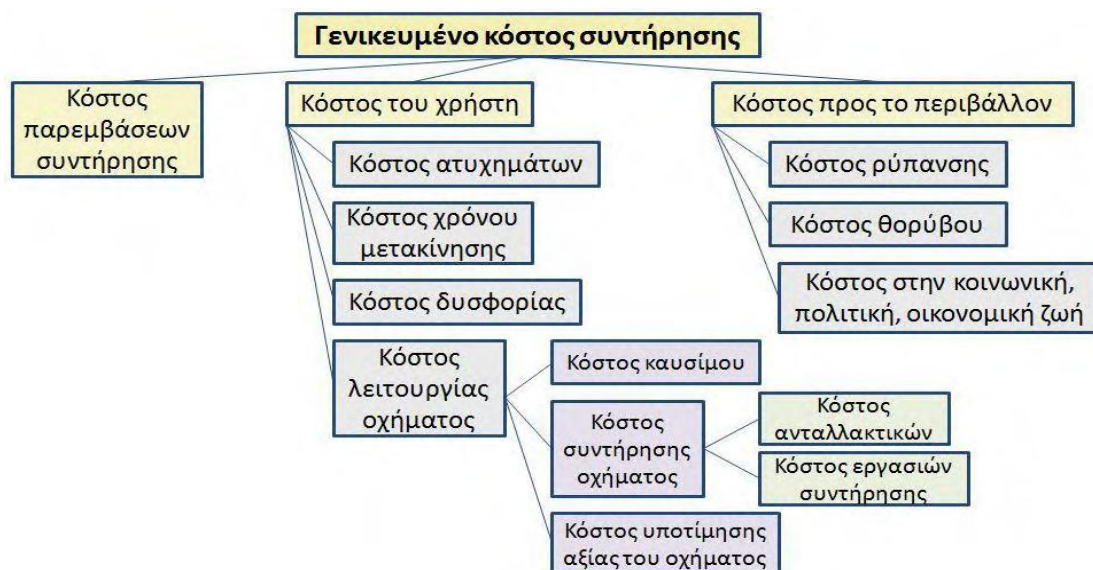 Γενικευμένο κόστος συντήρησης
Κόστος
παρεμβάσεων
συντήρησης
Κόστος του χρήστη
Κόστος ατυχημάτων
Κόστος χρόνου
μετακίνησης
Κόστος δυσφορίας
Κόστος
λειτουργίας
οχήματος
Κόστος καυσίμου
Κόστος
συντήρησης
οχήματος
Κόστος
ανταλλακτικών
Κόστος εργασιών
συντήρησης
Κόστος υποτίμησης
αξίας του οχήματος
Κόστος προς το περιβάλλον
Κόστος ρύπανσης
Κόστος θορύβου
Κόστος στην κοινωνική,
πολιτική, οικονομική ζωή